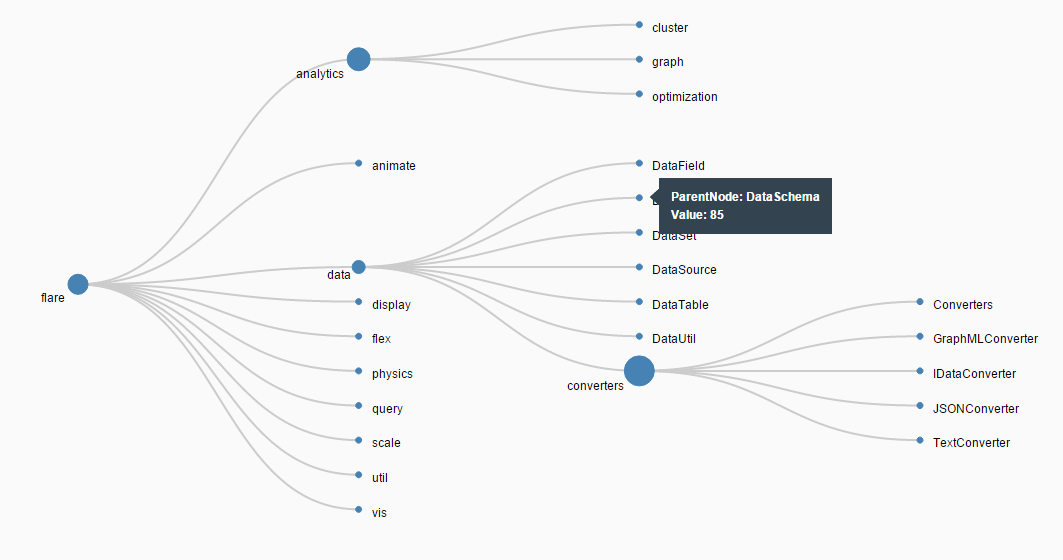 cluster
analytics
graph
optimization
animate
DataField
ParentNode: DataSchema
Value: 85
DataSet
flare
data
DataSource
display
DataTable
Converters
flex
DataUtil
GraphMLConverter
physics
converters
IDataConverter
query
JSONConverter
scale
TextConverter
util
vis